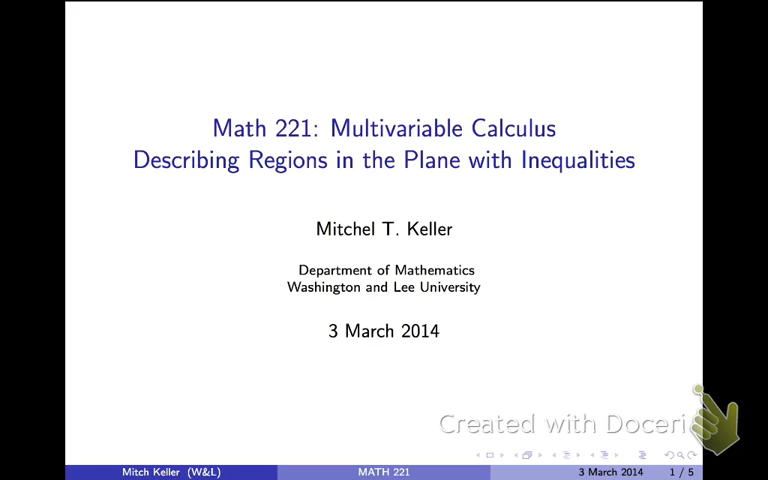 Math 221: Multivariable Calculus
Describing Regions in the Plane with Inequalities
Mitchel T. Keller
Department of Mathematics
Washington and Lee University
3 March 2014
Created with Doceri
Mitch Keller (W&L) MATH 221 3 March 2014 1 / 5